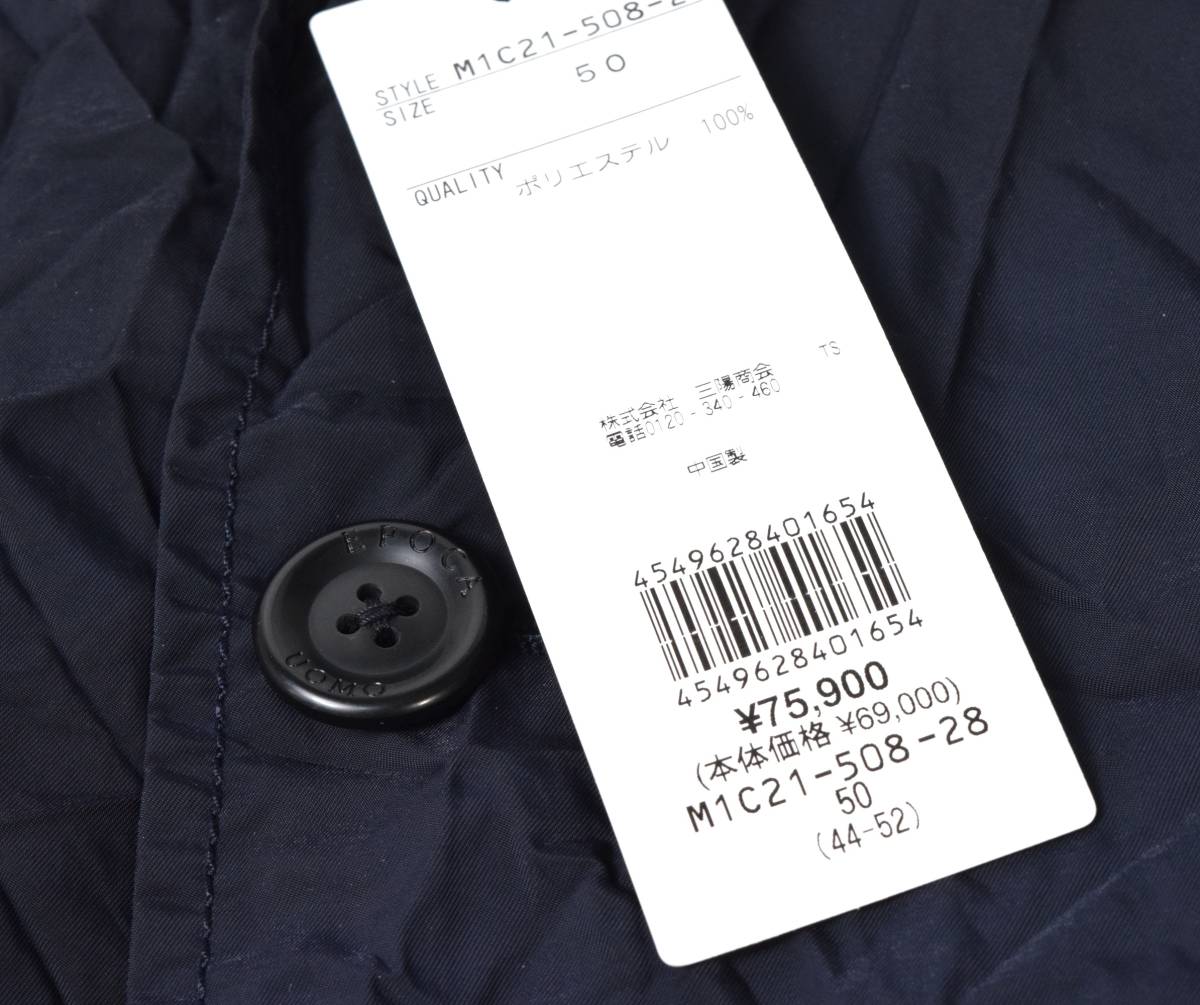 STYLE M1C21-508-2
SIZE 50
QUALITY ポリエステル 100%
TS
株式会社 三陽商会
電話0120-340-460
中国製
4549628401654
4549628401654
¥75,900
(本体価格 ¥69,000)
M1C21-508-28
50
(44-52)
EPOCA
UOMO